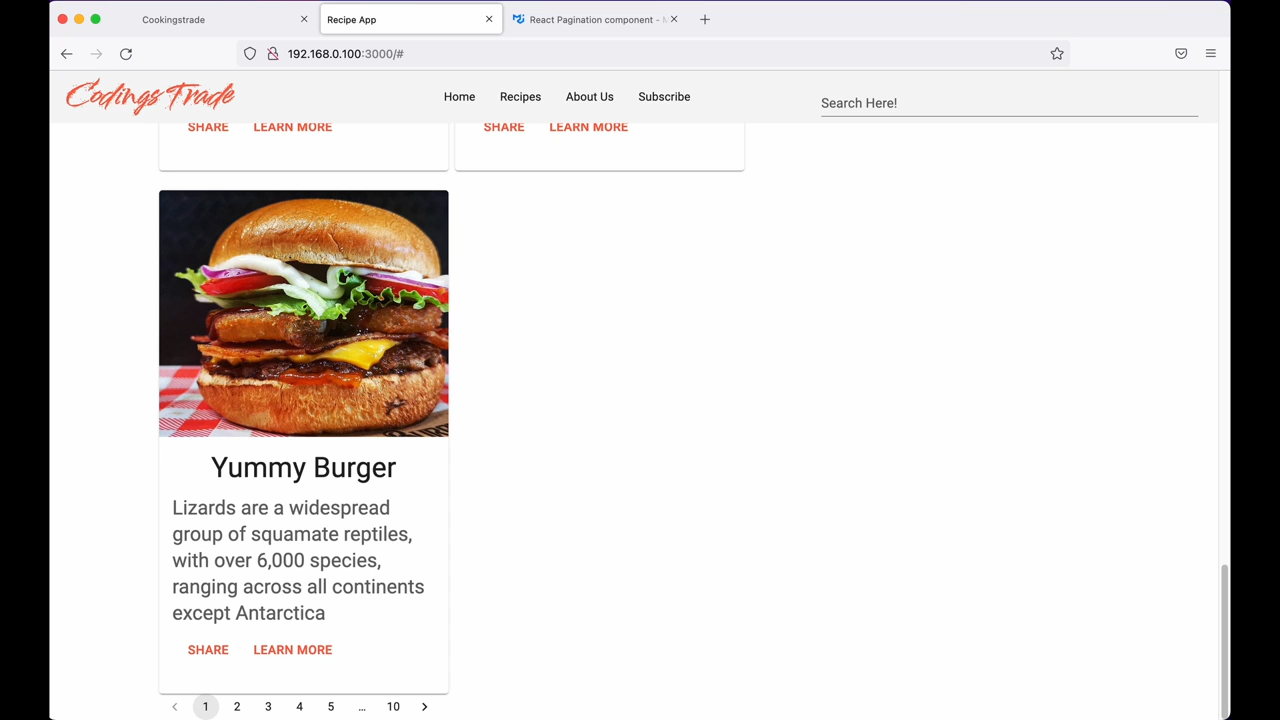 Cookingstrade
Recipe App
React Pagination component -
192.168.0.100:3000/#
Codings Trade
Home
Recipes
About Us
Subscribe
Search Here!
SHARE
LEARN MORE
SHARE
LEARN MORE
Yummy Burger
Lizards are a widespread
group of squamate reptiles,
with over 6,000 species,
ranging across all continents
except Antarctica
SHARE
LEARN MORE
1 2 3 4 5 … 10